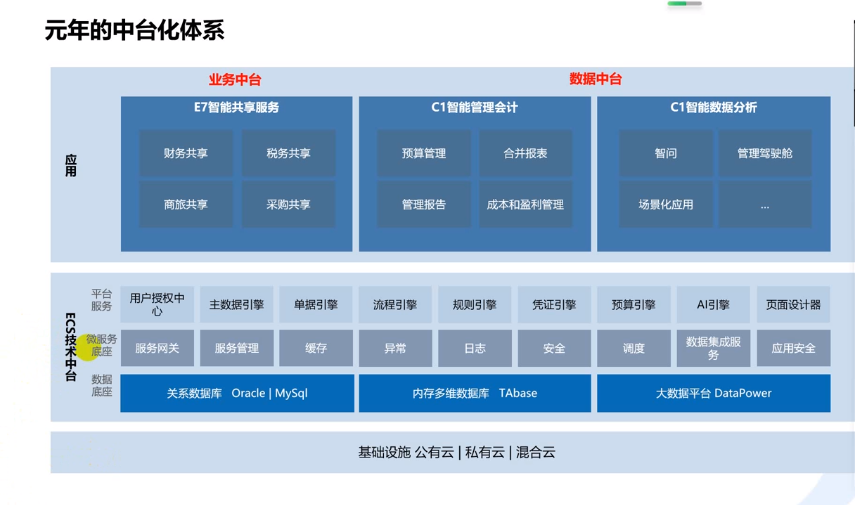 元年的中台化体系
业务中台
数据中台
应用
E7智能共享服务
财务共享
税务共享
商旅共享
采购共享
C1智能管理会计
预算管理
合并报表
管理报告
成本和盈利管理
C1智能数据分析
智问
管理驾驶舱
场景化应用
...
ECS技术中台
平台
服务
用户授权中
心
主数据引擎
单据引擎
流程引擎
规则引擎
凭证引擎
预算引擎
AI引擎
页面设计器
微服务
底座
服务网关
服务管理
缓存
异常
日志
安全
调度
数据集成服
务
应用安全
数据
底座
关系数据库 Oracle | MySql
内存多维数据库 TAbase
大数据平台 DataPower
基础设施 公有云 | 私有云 | 混合云